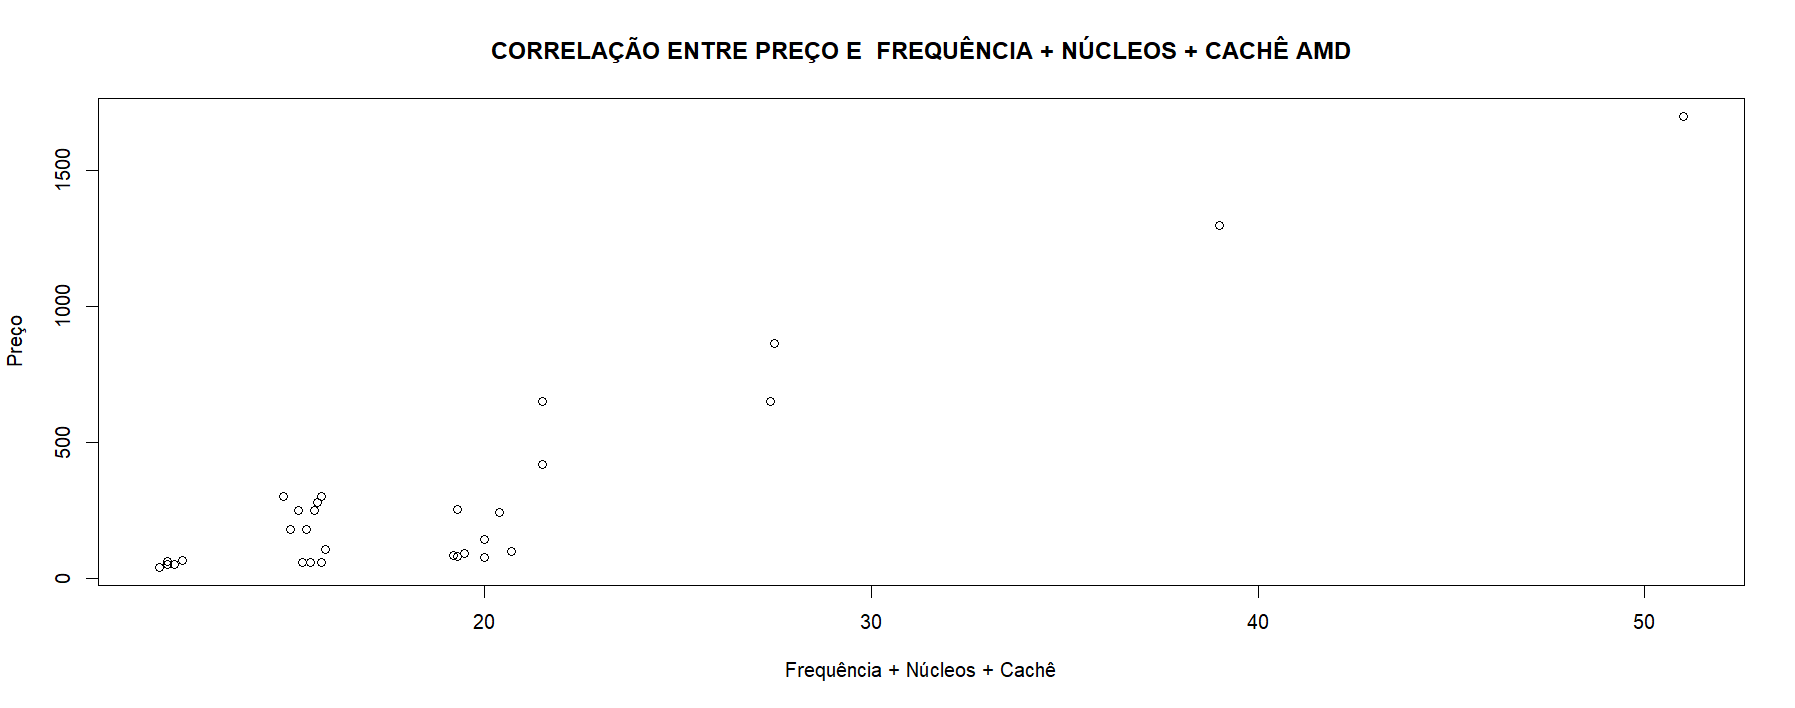 CORRELAÇÃO ENTRE PREÇO E  FREQUÊNCIA + NÚCLEOS + CACHÊ AMD
Preço
1500
1000
500
0
20 30 40 50
Frequência + Núcleos + Cachê